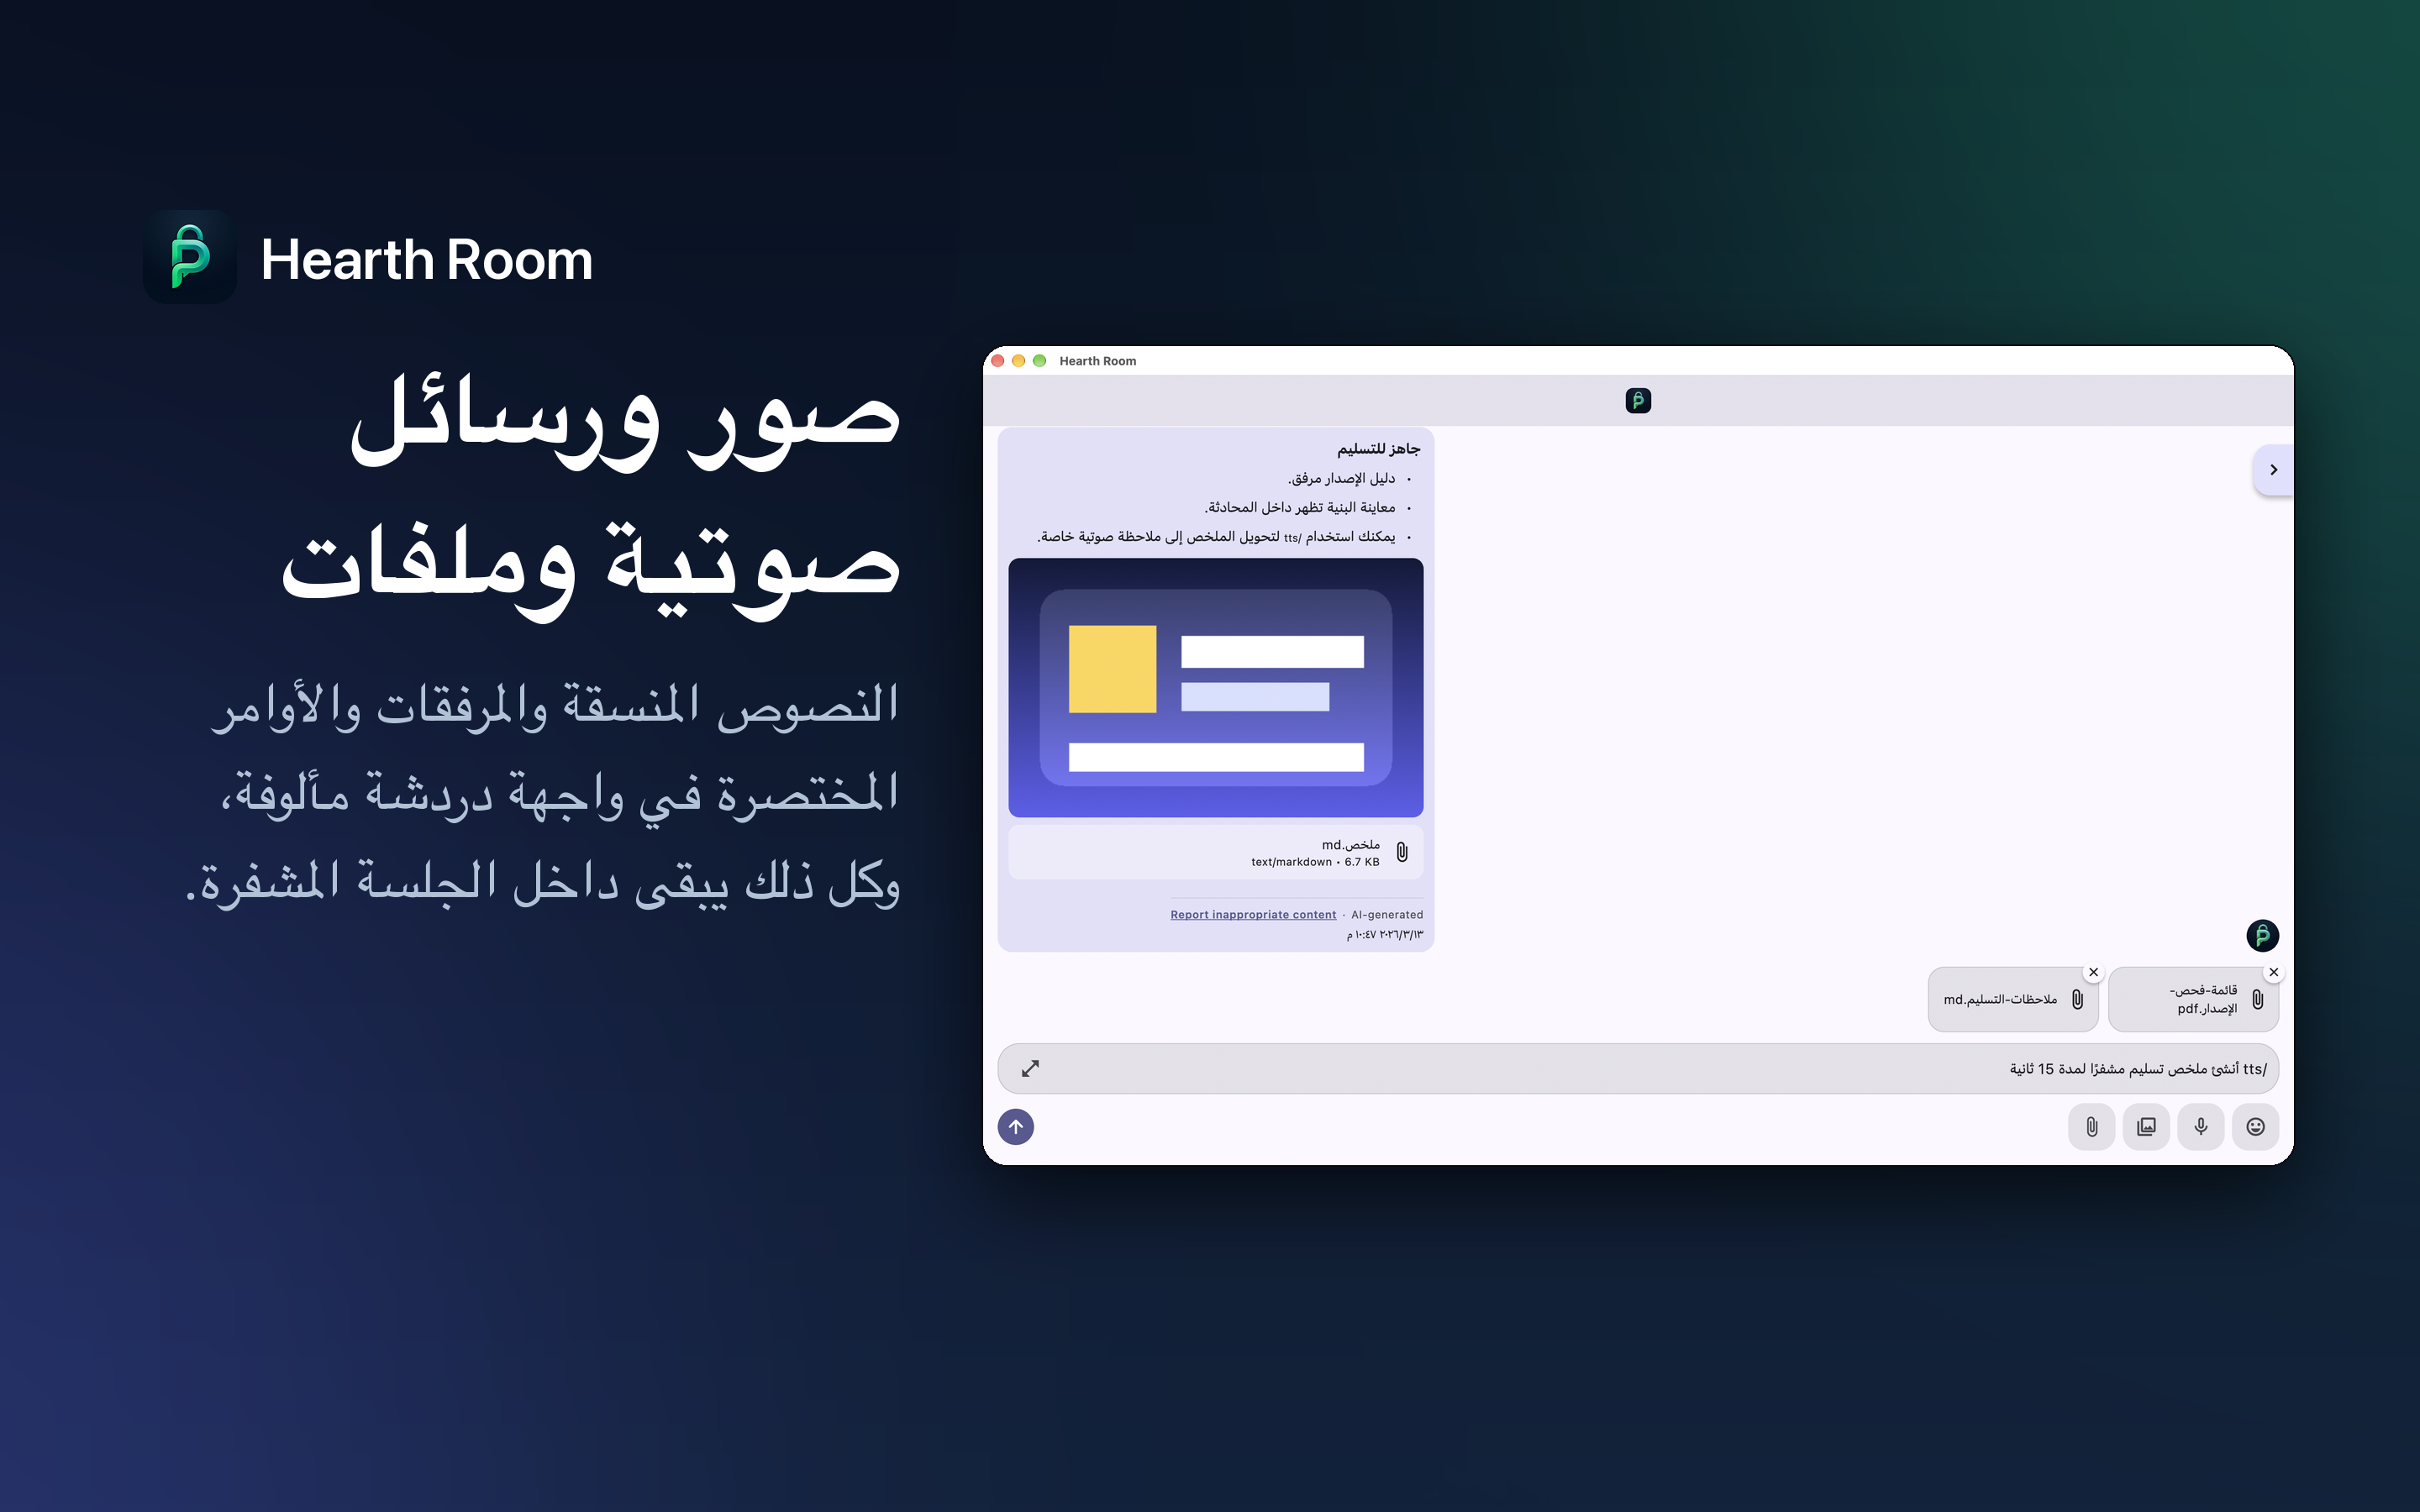 Hearth Room
صور ورسائل
صوتية وملفات
النصوص المنسقة والمرفقات والأوامر
المختصرة في واجهة دردشة مألوفة،
وكل ذلك يبقى داخل الجلسة المشفرة.
Hearth Room
جاهز للتسليم
• دليل الإصدار مرفق.
• معاينة البنية تظهر داخل المحادثة.
• يمكنك استخدام /tts لتحويل الملخص إلى ملاحظة صوتية خاصة.
ملخص.md
text/markdown • 6.7 KB
Report inappropriate content · AI-generated
١٣‏/٣‏/٢٠٢٦ ١٠:٤٧ م
قائمة-فحص-
الإصدار.pdf
ملاحظات-التسليم.md
/tts أنشئ ملخص تسليم مشفرًا لمدة 15 ثانية